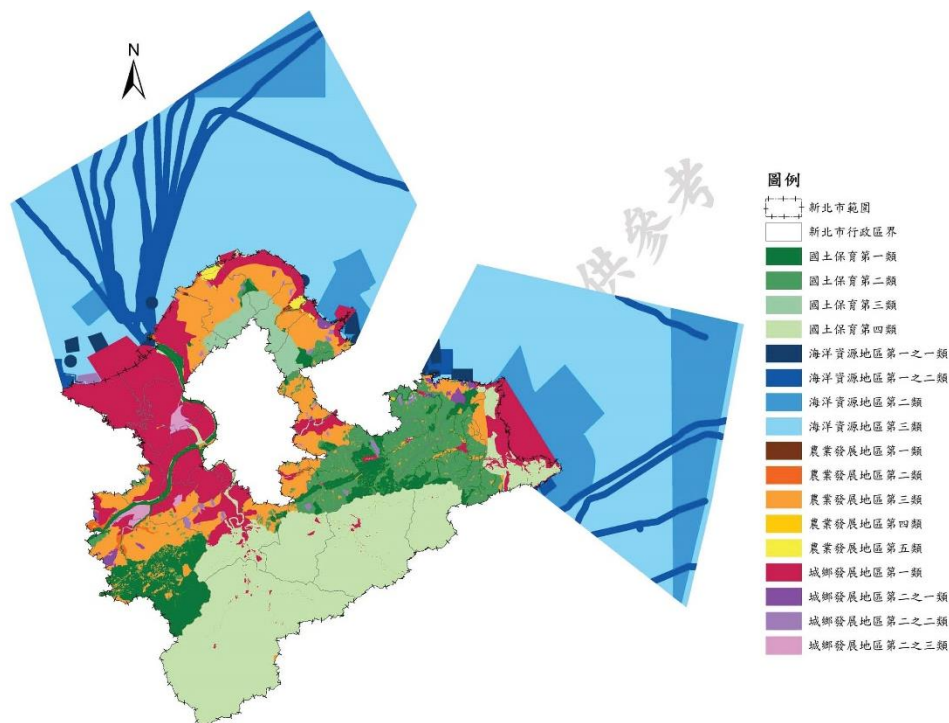 N
供參考
圖例
新北市範圍
新北市行政區界
國土保育第一類
國土保育第二類
國土保育第三類
國土保育第四類
海洋資源地區第一之一類
海洋資源地區第一之二類
海洋資源地區第二類
海洋資源地區第三類
農業發展地區第一類
農業發展地區第二類
農業發展地區第三類
農業發展地區第四類
農業發展地區第五類
城鄉發展地區第一類
城鄉發展地區第二之一類
城鄉發展地區第二之二類
城鄉發展地區第二之三類